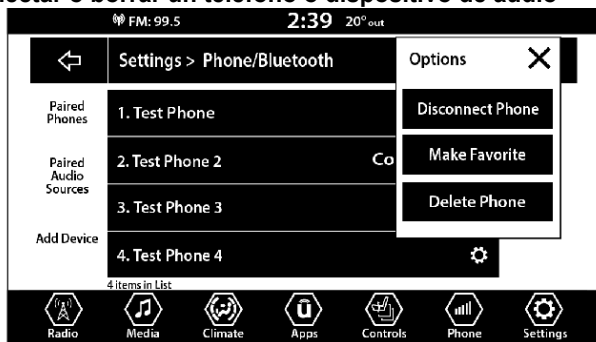 o borrar un teléfono o dispositivo de audio
FM: 99.5 2:39 20°out
Settings > Phone/Bluetooth
Options
Paired
Phones
1. Test Phone
Disconnect Phone
Paired
Audio
Sources
2. Test Phone 2 Co
Make Favorite
3. Test Phone 3
Delete Phone
Add Device
4. Test Phone 4
4 items in List
Radio Media Climate Apps Controls Phone Settings